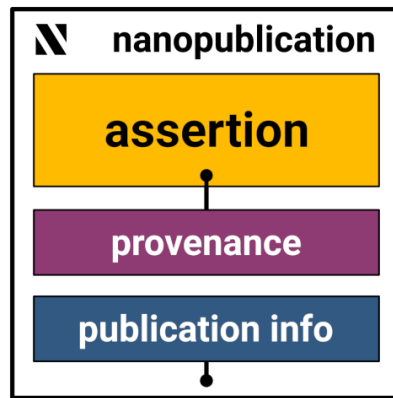 nanopublication
assertion
provenance
publication info